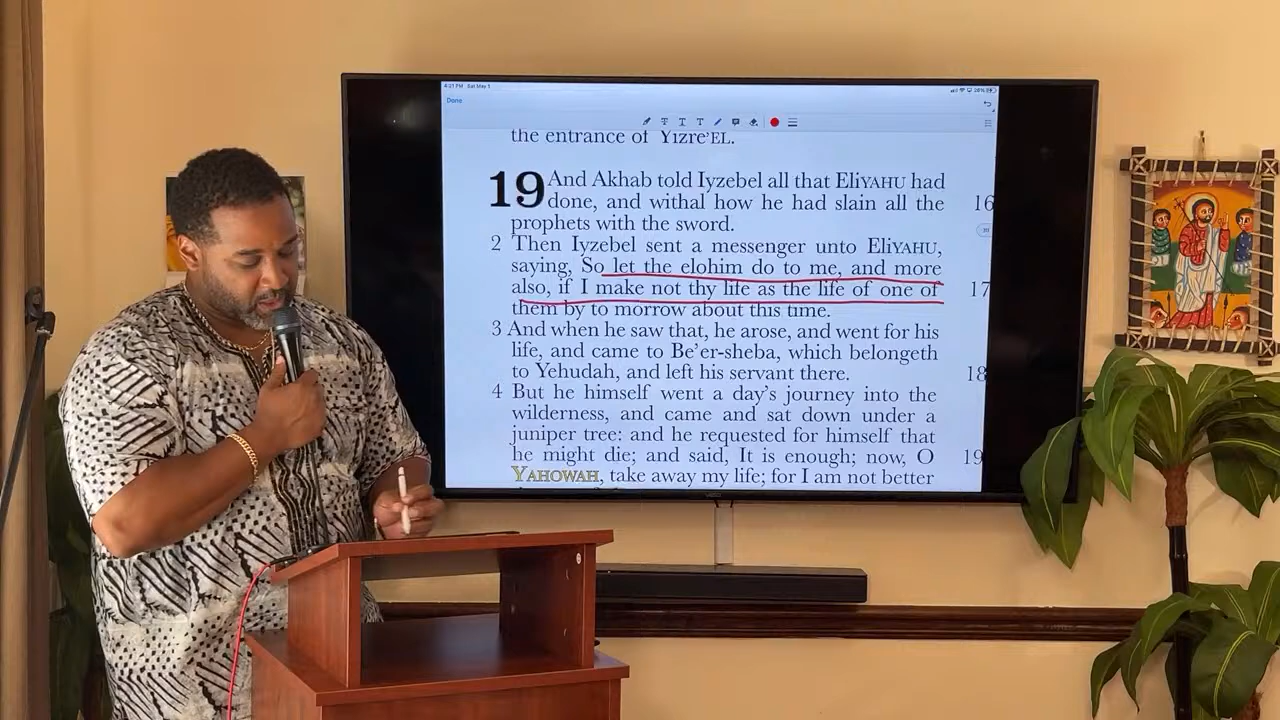 4:21 PM Sat May 1
20%
Done
the entrance of Yizre’EL.
19 And Akhab told Iyzebel all that EliYAHU had
done, and withal how he had slain all the
prophets with the sword.
2 Then Iyzebel sent a messenger unto EliYAHU,
saying, So let the elohim do to me, and more
also, if I make not thy life as the life of one of
them by to morrow about this time.
3 And when he saw that, he arose, and went for his
life, and came to Be’er-sheba, which belongeth
to Yehudah, and left his servant there.
4 But he himself went a day’s journey into the
wilderness, and came and sat down under a
juniper tree: and he requested for himself that
he might die; and said, It is enough; now, O
YAHOWAH, take away my life; for I am not better
16
17
18
19